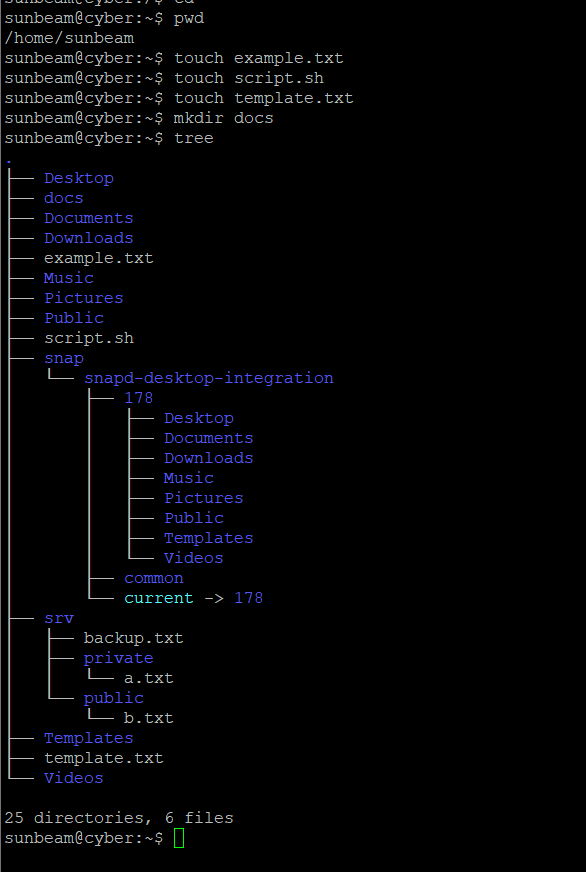 sunbeam@cyber:/$ cd
sunbeam@cyber:~$ pwd
/home/sunbeam
sunbeam@cyber:~$ touch example.txt
sunbeam@cyber:~$ touch script.sh
sunbeam@cyber:~$ touch template.txt
sunbeam@cyber:~$ mkdir docs
sunbeam@cyber:~$ tree
.
├── Desktop
├── docs
├── Documents
├── Downloads
├── example.txt
├── Music
├── Pictures
├── Public
├── script.sh
├── snap
│   └── snapd-desktop-integration
│       ├── 178
│       │   ├── Desktop
│       │   ├── Documents
│       │   ├── Downloads
│       │   ├── Music
│       │   ├── Pictures
│       │   ├── Public
│       │   ├── Templates
│       │   └── Videos
│       ├── common
│       └── current -> 178
├── srv
│   ├── backup.txt
│   ├── private
│   │   └── a.txt
│   └── public
│       └── b.txt
├── Templates
├── template.txt
└── Videos

25 directories, 6 files
sunbeam@cyber:~$